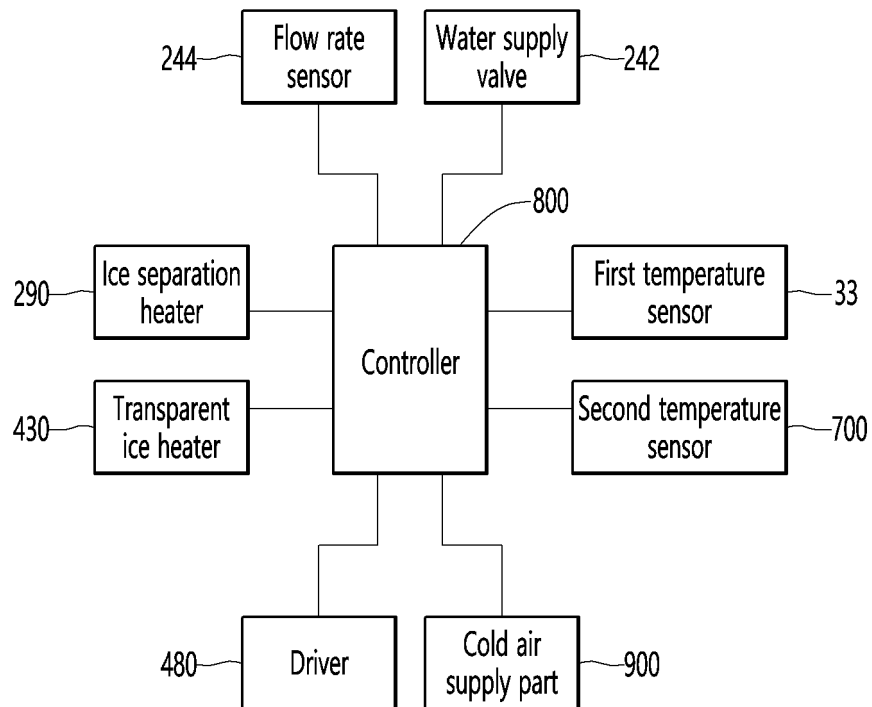 244
Flow rate
sensor
Water supply
valve
242
800
290
Ice separation
heater
First temperature
sensor
33
Controller
430
Transparent
ice heater
Second temperature
sensor
700
480
Driver
Cold air
supply part
900